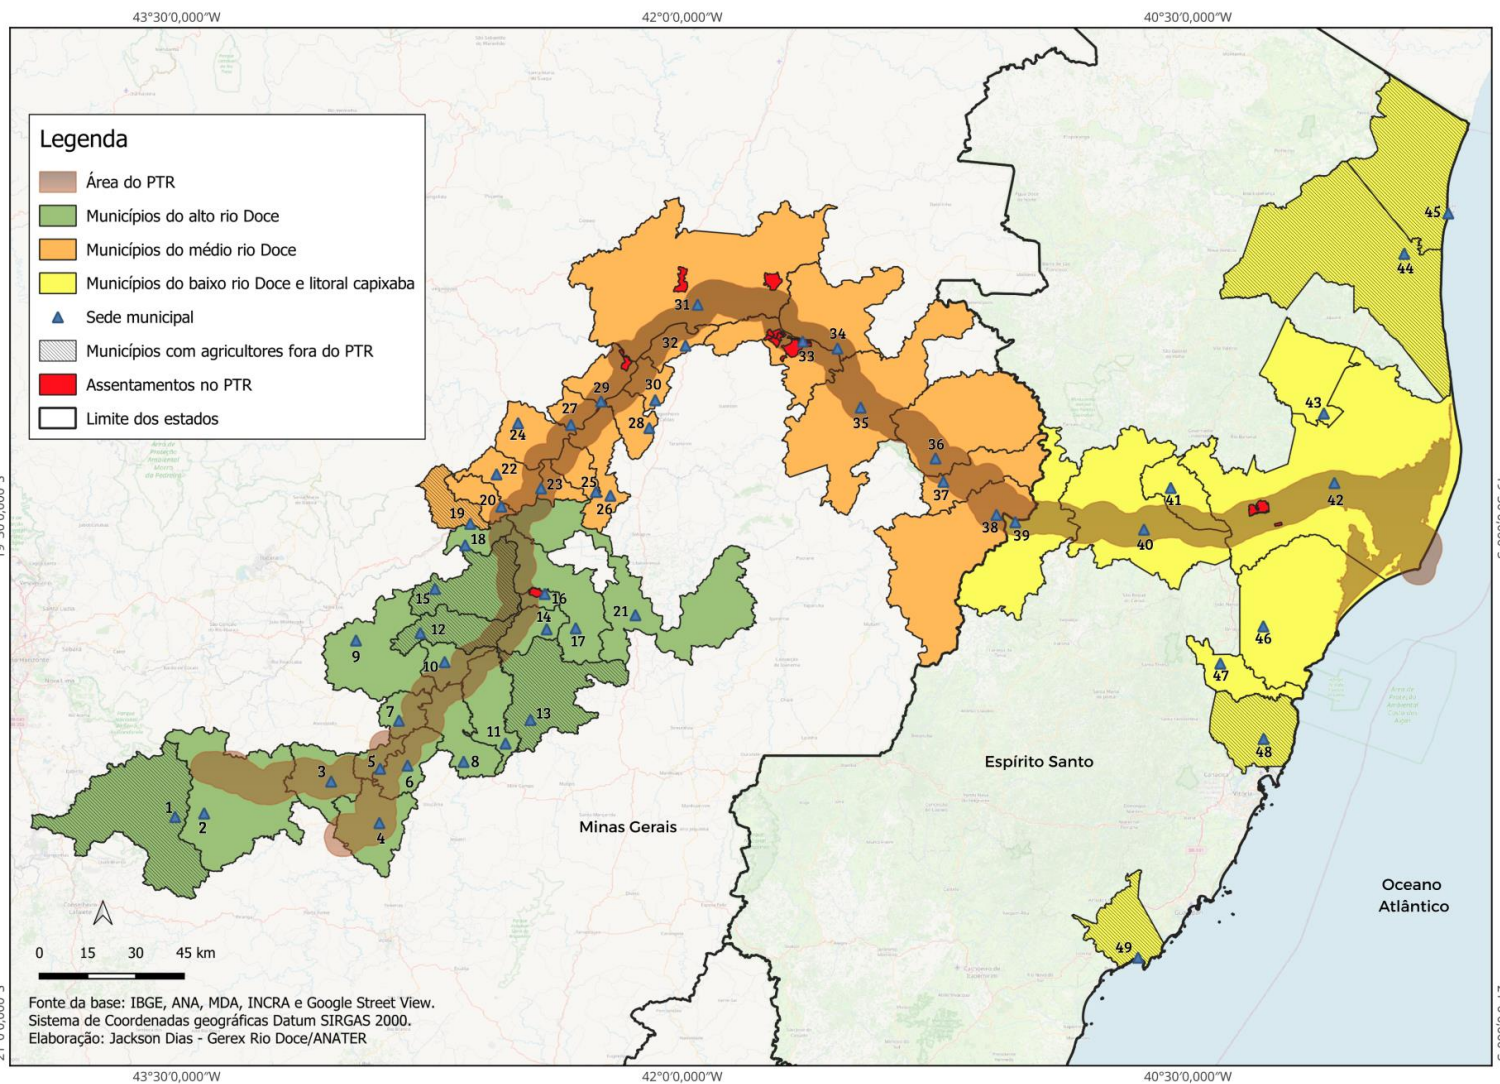 43°30′0,000″W 42°0′0,000″W 40°30′0,000″W
Legenda
Área do PTR
Municípios do alto rio Doce
Municípios do médio rio Doce
Municípios do baixo rio Doce e litoral capixaba
Sede municipal
Municípios com agricultores fora do PTR
Assentamentos no PTR
Limite dos estados
45
44
31
32
34
33
30
29
27
28
35
24
43
36
22
23
25
26
20
37
41
42
19
38
39
18
40
15
16
21
14
17
12
46
9
10
47
7
13
11
48
5
3
6
8
1
2
4
Espírito Santo
Minas Gerais
Oceano
Atlântico
49
0 15 30 45 km
Fonte da base: IBGE, ANA, MDA, INCRA e Google Street View.
Sistema de Coordenadas geográficas Datum SIRGAS 2000.
Elaboração: Jackson Dias - Gerex Rio Doce/ANATER
43°30′0,000″W 42°0′0,000″W 40°30′0,000″W